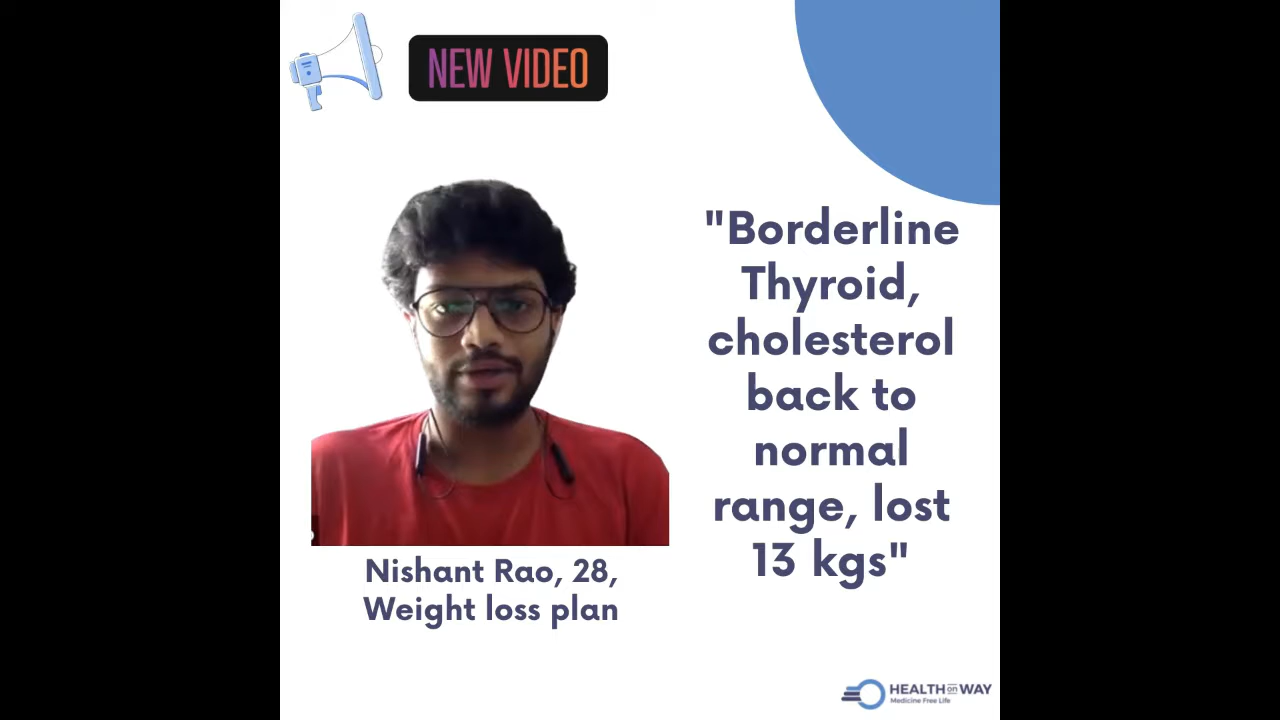 NEW VIDEO
"Borderline
Thyroid,
cholesterol
back to
normal
range, lost
13 kgs"
Nishant Rao, 28,
Weight loss plan
HEALTH on WAY
Medicine Free Life